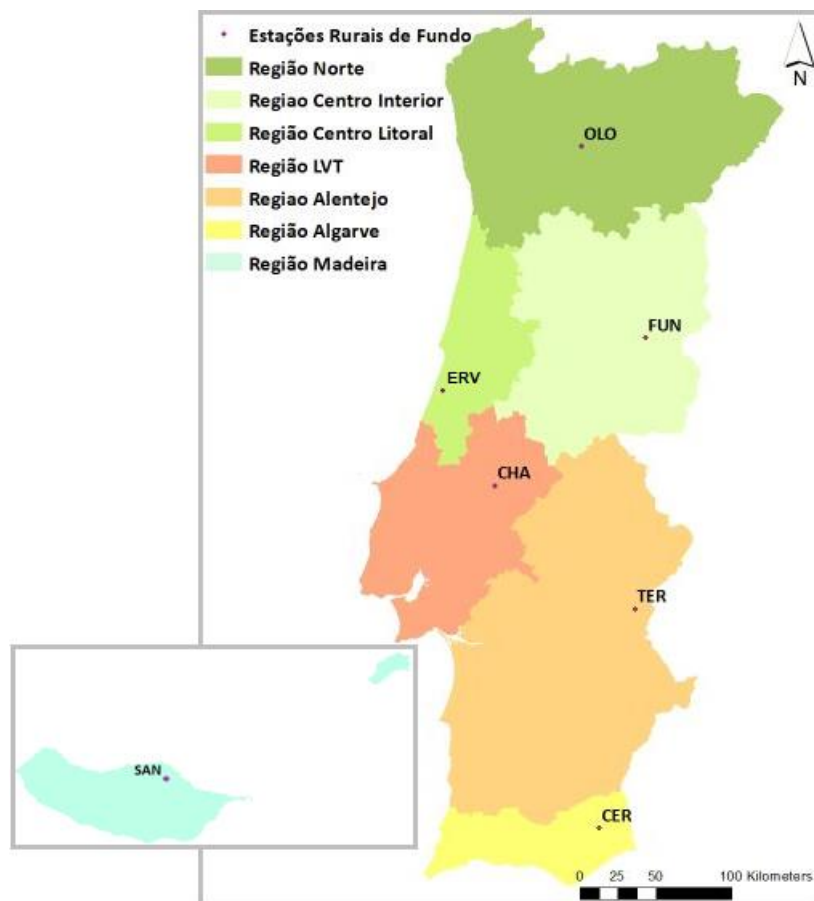 Estações Rurais de Fundo
Região Norte
Regiao Centro Interior
Região Centro Litoral
Região LVT
Regiao Alentejo
Região Algarve
Região Madeira
N
OLO
FUN
ERV
CHA
TER
SAN
CER
0 25 50 100 Kilometers